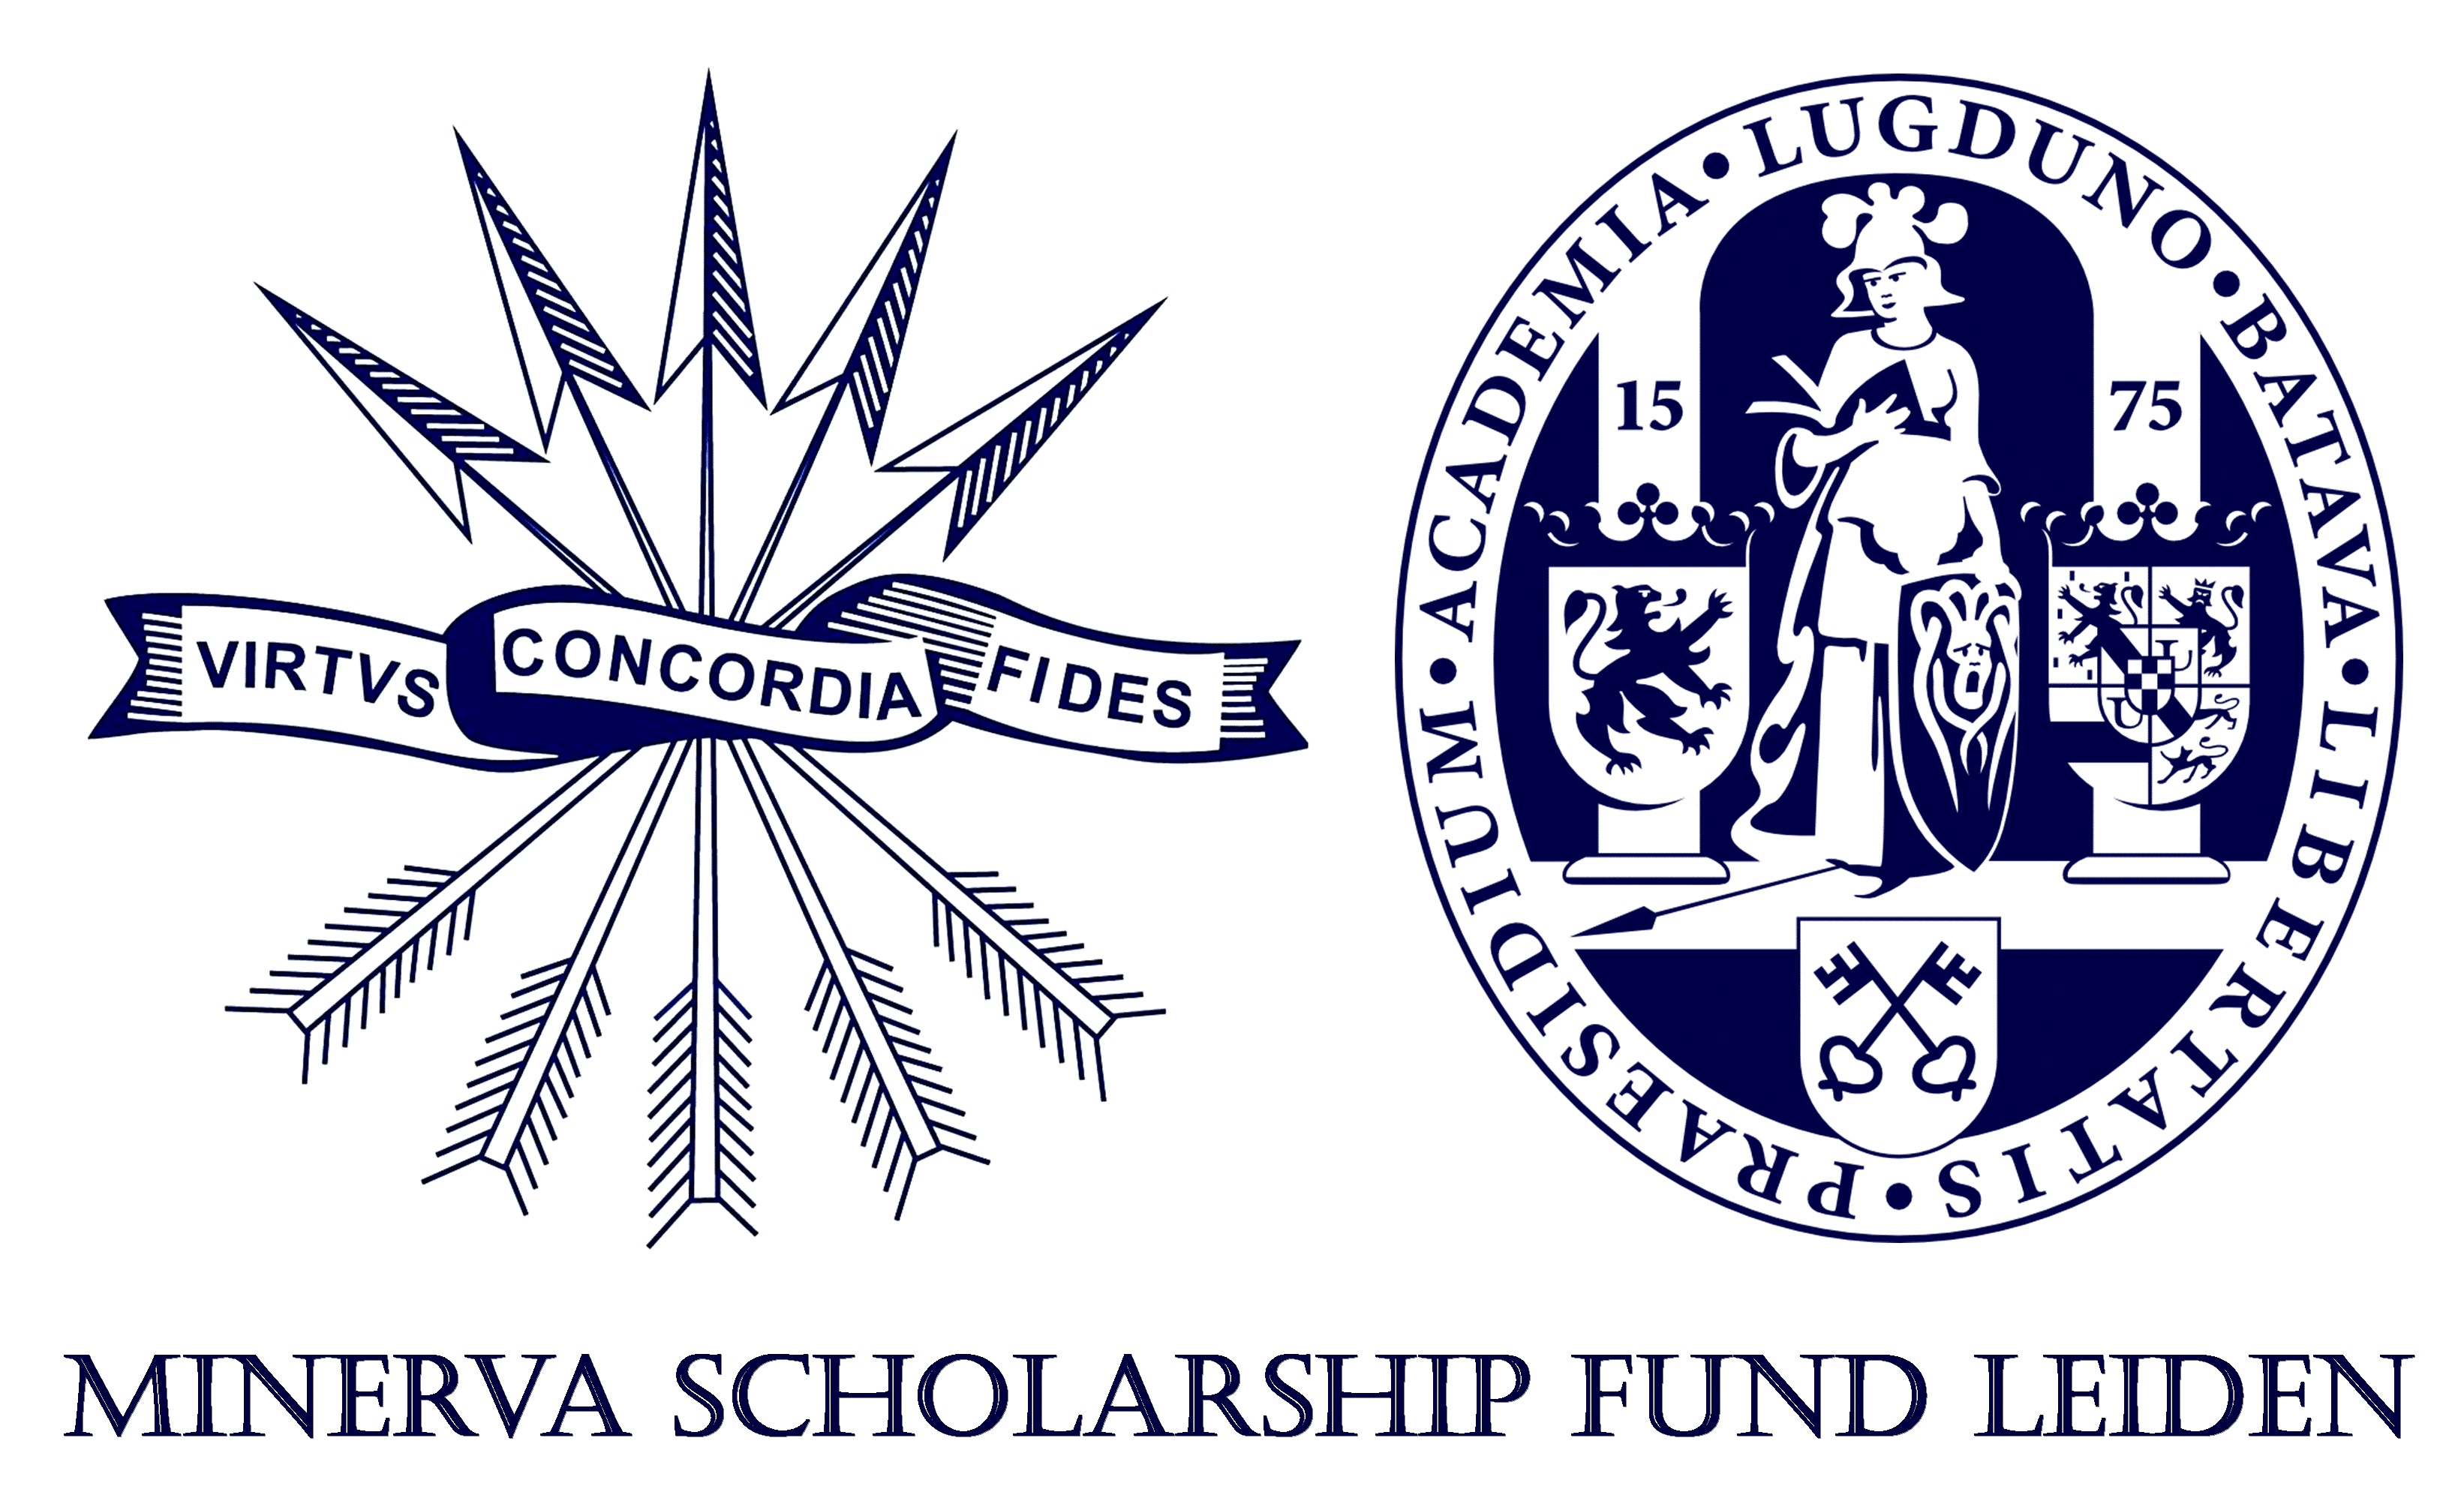 VIRTVS CONCORDIA FIDES
ACADEMIA • LUGDUNO • BATAVA • LIBERTATIS • PRAESIDIUM •
15 75
MINERVA SCHOLARSHIP FUND LEIDEN